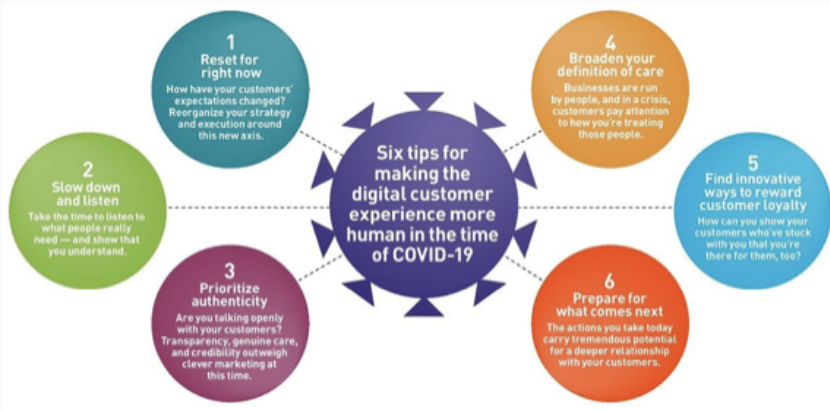 1
Reset for
right now
How have your customers'
expectations changed?
Reorganize your strategy
and execution around
this new axis.
2
Slow down
and listen
Take the time to listen to
what people really
need — and show that
you understand.
3
Prioritize
authenticity
Are you talking openly
with your customers?
Transparency, genuine care,
and credibility outweigh
clever marketing at
this time.
Six tips for
making the
digital customer
experience more
human in the time
of COVID-19
4
Broaden your
definition of care
Businesses are run
by people, and in a crisis,
customers pay attention
to how you're treating
those people.
5
Find innovative
ways to reward
customer loyalty
How can you show your
customers who've stuck
with you that you're
there for them, too?
6
Prepare for
what comes next
The actions you take today
carry tremendous potential
for a deeper relationship
with your customers.